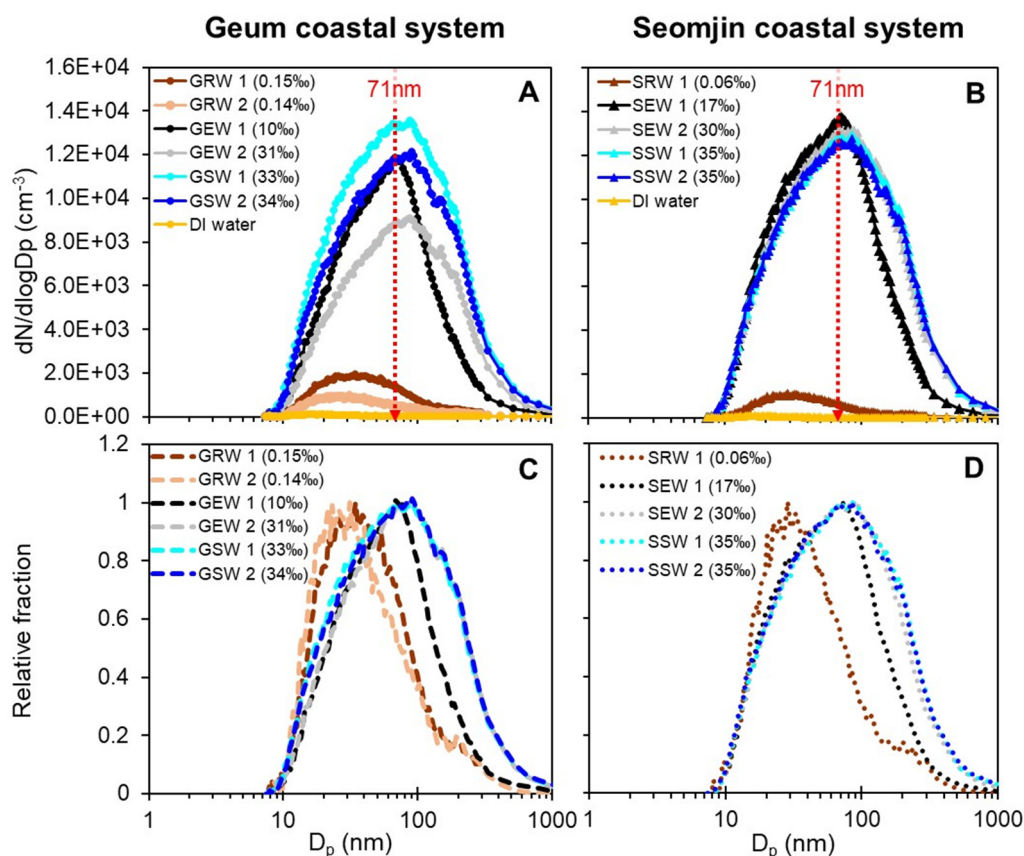 Geum coastal system
Seomjin coastal system
dN/dlogDp (cm⁻³)
1.6E+04
1.4E+04
1.2E+04
1.0E+04
8.0E+03
6.0E+03
4.0E+03
2.0E+03
0.0E+00
GRW 1 (0.15‰)
GRW 2 (0.14‰)
GEW 1 (10‰)
GEW 2 (31‰)
GSW 1 (33‰)
GSW 2 (34‰)
DI water
71nm
A
SRW 1 (0.06‰)
SEW 1 (17‰)
SEW 2 (30‰)
SSW 1 (35‰)
SSW 2 (35‰)
DI water
71nm
B
1 10 100 1000
Relative fraction
1.2
1
0.8
0.6
0.4
0.2
0
GRW 1 (0.15‰)
GRW 2 (0.14‰)
GEW 1 (10‰)
GEW 2 (31‰)
GSW 1 (33‰)
GSW 2 (34‰)
C
SRW 1 (0.06‰)
SEW 1 (17‰)
SEW 2 (30‰)
SSW 1 (35‰)
SSW 2 (35‰)
D
1 10 100 1000
10 100 1000
Dₚ (nm)
Dₚ (nm)